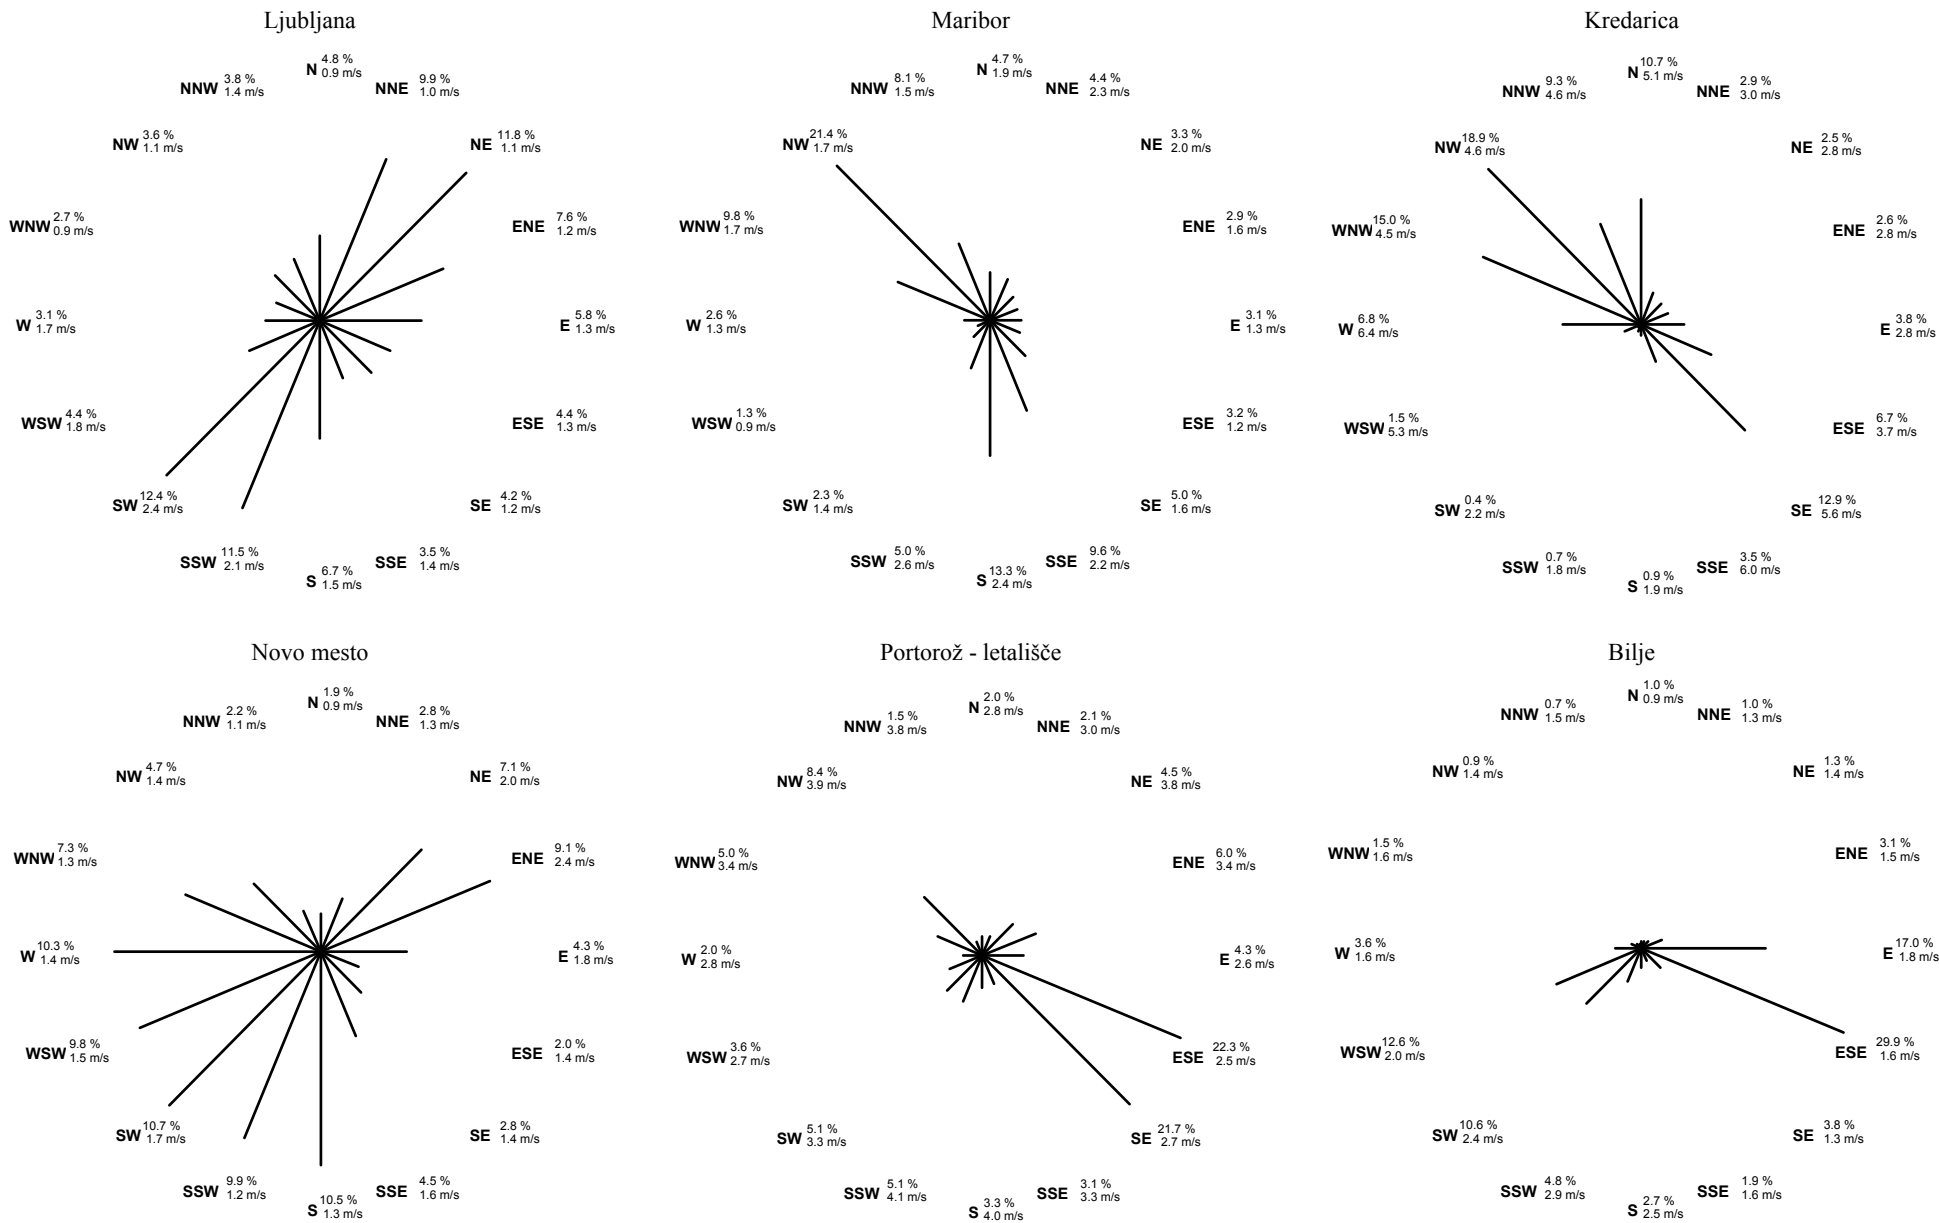 Ljubljana
N 4.8 %
0.9 m/s
NNE 9.9 %
1.0 m/s
NE 11.8 %
1.1 m/s
ENE 7.6 %
1.2 m/s
E 5.8 %
1.3 m/s
ESE 4.4 %
1.3 m/s
SE 4.2 %
1.2 m/s
SSE 3.5 %
1.4 m/s
S 6.7 %
1.5 m/s
SSW 11.5 %
2.1 m/s
SW 12.4 %
2.4 m/s
WSW 4.4 %
1.8 m/s
W 3.1 %
1.7 m/s
WNW 2.7 %
0.9 m/s
NW 3.6 %
1.1 m/s
NNW 3.8 %
1.4 m/s
Maribor
N 4.7 %
1.9 m/s
NNE 4.4 %
2.3 m/s
NE 3.3 %
2.0 m/s
ENE 2.9 %
1.6 m/s
E 3.1 %
1.3 m/s
ESE 3.2 %
1.2 m/s
SE 5.0 %
1.6 m/s
SSE 9.6 %
2.2 m/s
S 13.3 %
2.4 m/s
SSW 5.0 %
2.6 m/s
SW 2.3 %
1.4 m/s
WSW 1.3 %
0.9 m/s
W 2.6 %
1.3 m/s
WNW 9.8 %
1.7 m/s
NW 21.4 %
1.7 m/s
NNW 8.1 %
1.5 m/s
Kredarica
N 10.7 %
5.1 m/s
NNE 2.9 %
3.0 m/s
NE 2.5 %
2.8 m/s
ENE 2.6 %
2.8 m/s
E 3.8 %
2.8 m/s
ESE 6.7 %
3.7 m/s
SE 12.9 %
5.6 m/s
SSE 3.5 %
6.0 m/s
S 0.9 %
1.9 m/s
SSW 0.7 %
1.8 m/s
SW 0.4 %
2.2 m/s
WSW 1.5 %
5.3 m/s
W 6.8 %
6.4 m/s
WNW 15.0 %
4.5 m/s
NW 18.9 %
4.6 m/s
NNW 9.3 %
4.6 m/s
Novo mesto
N 1.9 %
0.9 m/s
NNE 2.8 %
1.3 m/s
NE 7.1 %
2.0 m/s
ENE 9.1 %
2.4 m/s
E 4.3 %
1.8 m/s
ESE 2.0 %
1.4 m/s
SE 2.8 %
1.4 m/s
SSE 4.5 %
1.6 m/s
S 10.5 %
1.3 m/s
SSW 9.9 %
1.2 m/s
SW 10.7 %
1.7 m/s
WSW 9.8 %
1.5 m/s
W 10.3 %
1.4 m/s
WNW 7.3 %
1.3 m/s
NW 4.7 %
1.4 m/s
NNW 2.2 %
1.1 m/s
Portorož - letališče
N 2.0 %
2.8 m/s
NNE 2.1 %
3.0 m/s
NE 4.5 %
3.8 m/s
ENE 6.0 %
3.4 m/s
E 4.3 %
2.6 m/s
ESE 22.3 %
2.5 m/s
SE 21.7 %
2.7 m/s
SSE 3.1 %
3.3 m/s
S 3.3 %
4.0 m/s
SSW 5.1 %
4.1 m/s
SW 5.1 %
3.3 m/s
WSW 3.6 %
2.7 m/s
W 2.0 %
2.8 m/s
WNW 5.0 %
3.4 m/s
NW 8.4 %
3.9 m/s
NNW 1.5 %
3.8 m/s
Bilje
N 1.0 %
0.9 m/s
NNE 1.0 %
1.3 m/s
NE 1.3 %
1.4 m/s
ENE 3.1 %
1.5 m/s
E 17.0 %
1.8 m/s
ESE 29.9 %
1.6 m/s
SE 3.8 %
1.3 m/s
SSE 1.9 %
1.6 m/s
S 2.7 %
2.5 m/s
SSW 4.8 %
2.9 m/s
SW 10.6 %
2.4 m/s
WSW 12.6 %
2.0 m/s
W 3.6 %
1.6 m/s
WNW 1.5 %
1.6 m/s
NW 0.9 %
1.4 m/s
NNW 0.7 %
1.5 m/s